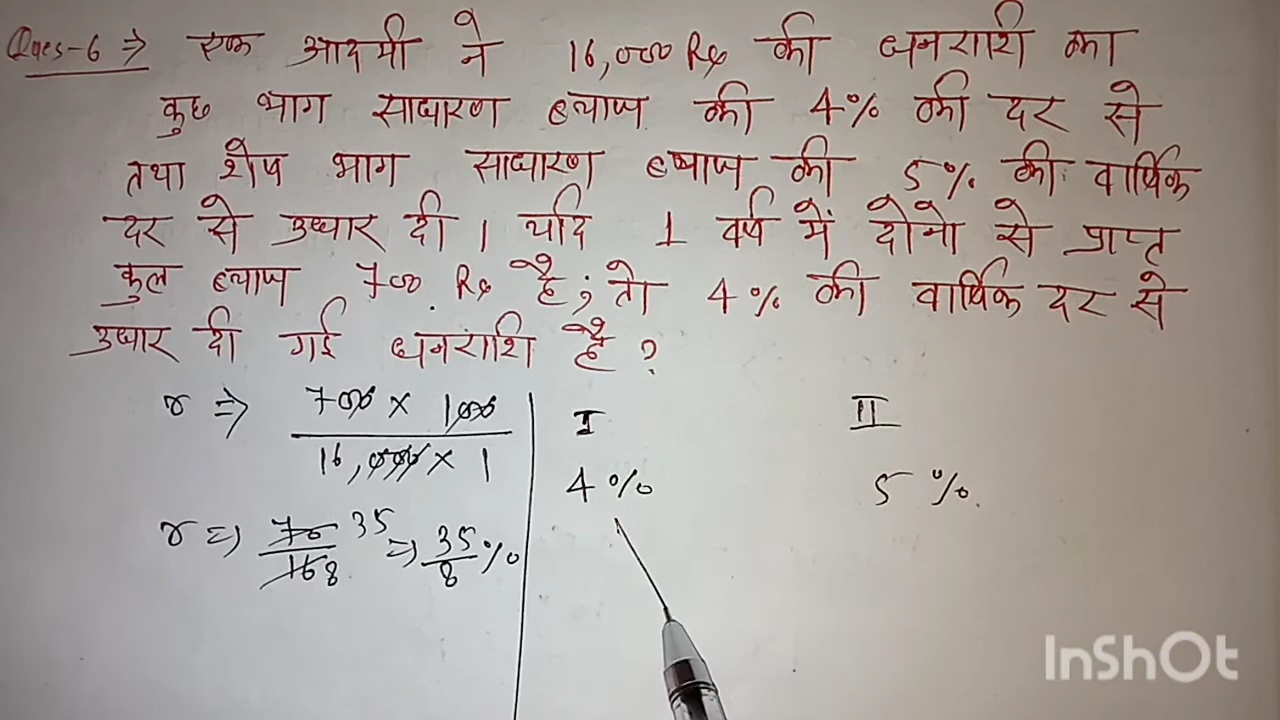 Ques-6 ⇒ एक आदमी ने 16,000 Rs की धनराशि का
कुछ भाग साधारण ब्याज की 4% की दर से
तथा शेष भाग साधारण ब्याज की 5% की वार्षिक
दर से उधार दी । यदि 1 वर्ष में दोनो से प्राप्त
कुल ब्याज 700 Rs है; तो 4% की वार्षिक दर से
उधार दी गई धनराशि है ?
r ⇒ 700 × 100 / 16,000 × 1
I
II
4%
5%
r ⇒ 70/16 35/8 ⇒ 35/8 %
InShOt